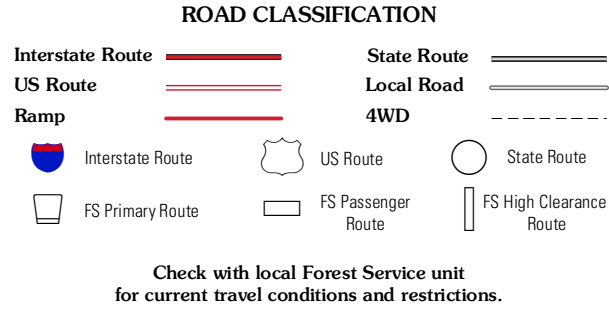 ROAD CLASSIFICATION
Interstate Route
State Route
US Route
Local Road
Ramp
4WD
Interstate Route
US Route
State Route
FS Primary Route
FS Passenger
Route
FS High Clearance
Route
Check with local Forest Service unit
for current travel conditions and restrictions.